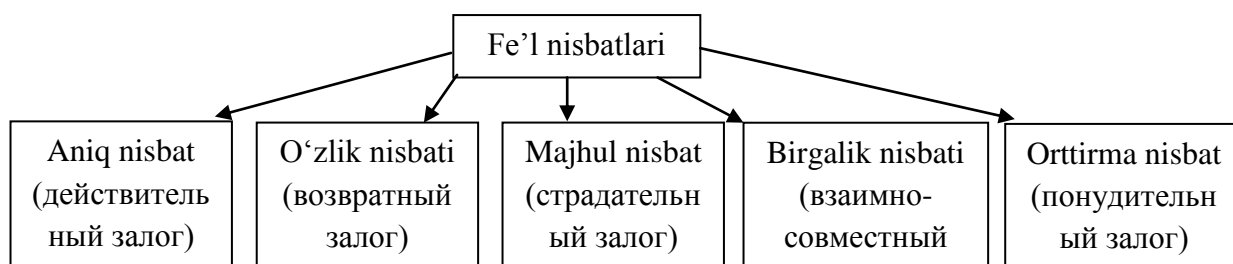 Fe’l nisbatlari
Aniq nisbat
(действитель
ный залог)
O‘zlik nisbati
(возвратный
залог)
Majhul nisbat
(страдательн
ый залог)
Birgalik nisbati
(взаимно-
совместный
Orttirma nisbat
(понудительн
ый залог)